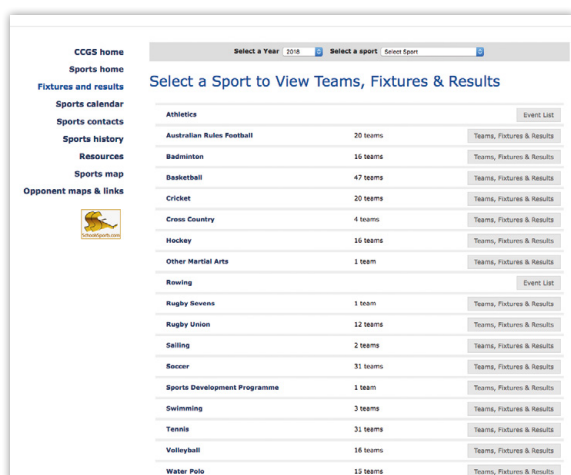 CCGS home
Sports home
Fixtures and results
Sports calendar
Sports contacts
Sports history
Resources
Sports map
Opponent maps & links
SchoolSports.com
Select a Year 2018 Select a sport Select Sport
Select a Sport to View Teams, Fixtures & Results
Athletics Event List
Australian Rules Football 20 teams Teams, Fixtures & Results
Badminton 16 teams Teams, Fixtures & Results
Basketball 47 teams Teams, Fixtures & Results
Cricket 20 teams Teams, Fixtures & Results
Cross Country 4 teams Teams, Fixtures & Results
Hockey 16 teams Teams, Fixtures & Results
Other Martial Arts 1 team Teams, Fixtures & Results
Rowing Event List
Rugby Sevens 1 team Teams, Fixtures & Results
Rugby Union 12 teams Teams, Fixtures & Results
Sailing 2 teams Teams, Fixtures & Results
Soccer 31 teams Teams, Fixtures & Results
Sports Development Programme 1 team Teams, Fixtures & Results
Swimming 3 teams Teams, Fixtures & Results
Tennis 31 teams Teams, Fixtures & Results
Volleyball 16 teams Teams, Fixtures & Results
Water Polo 15 teams Teams, Fixtures & Results